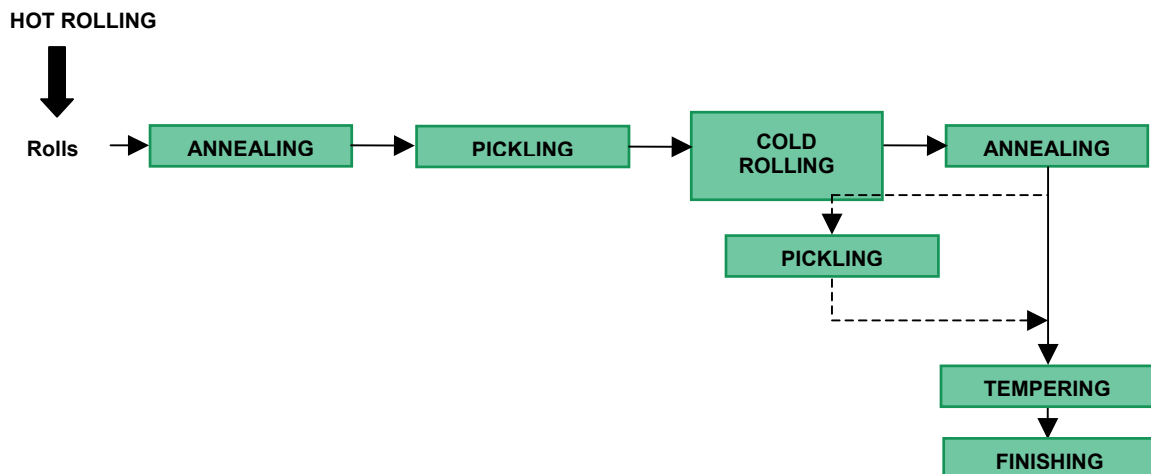 HOT ROLLING
Rolls
ANNEALING
PICKLING
COLD
ROLLING
ANNEALING
PICKLING
TEMPERING
FINISHING